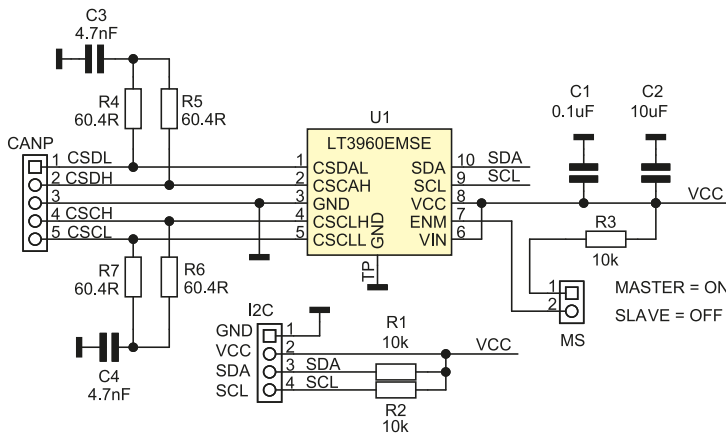 C3
4.7nF
R4
60.4R
R5
60.4R
CANP
1 CSDL
2 CSDH
3
4 CSCH
5 CSCL
R7
60.4R
R6
60.4R
C4
4.7nF
U1
LT3960EMSE
1 CSDAL
2 CSCAH
3 GND
4 CSCLH
5 CSCLL
GND
TP
SDA 10 SDA
SCL 9 SCL
VCC 8
ENM 7
VIN 6
C1
0.1uF
C2
10uF
VCC
R3
10k
1
2
MS
MASTER = ON
SLAVE = OFF
I2C
GND 1
VCC 2
SDA 3 SDA
SCL 4 SCL
R1
10k
VCC
R2
10k